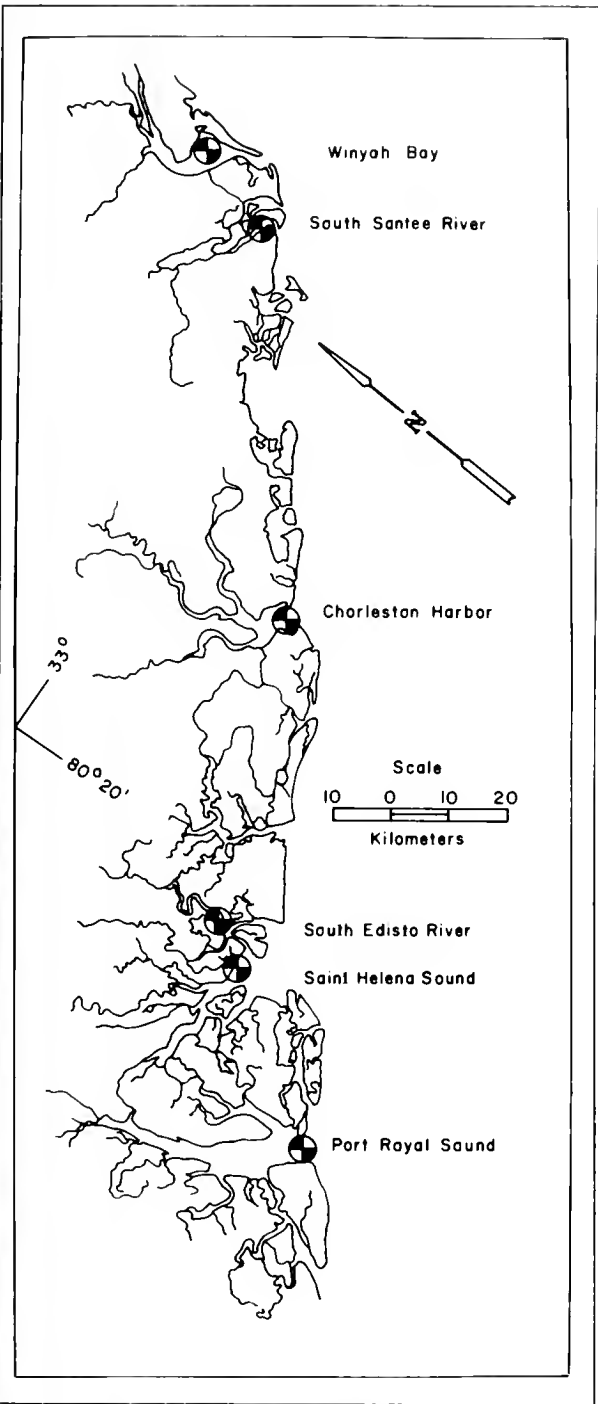 Winyah Bay
South Santee River
N
Chorleston Harbor
33°
80° 20'
Scale
10 0 10 20
Kilometers
South Edisto River
Saint Helena Sound
Port Royal Saund